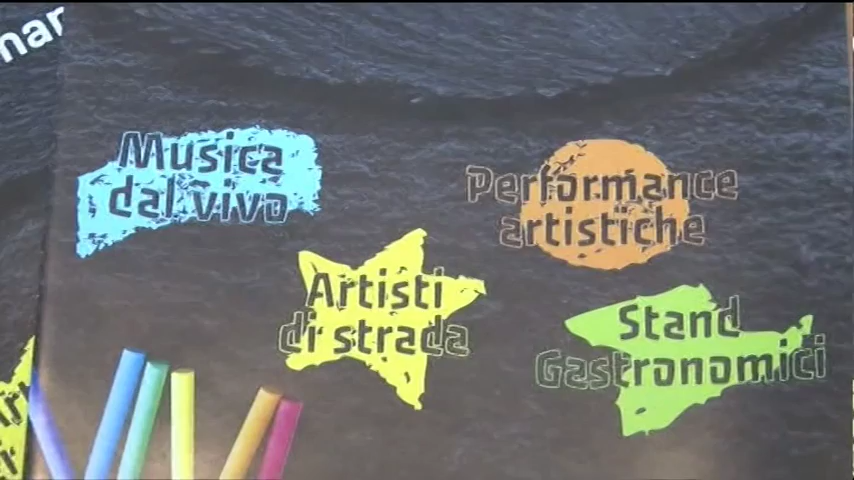 Musica
dal vivo
Performance
artistiche
Artisti
di strada
Stand
Gastronomici